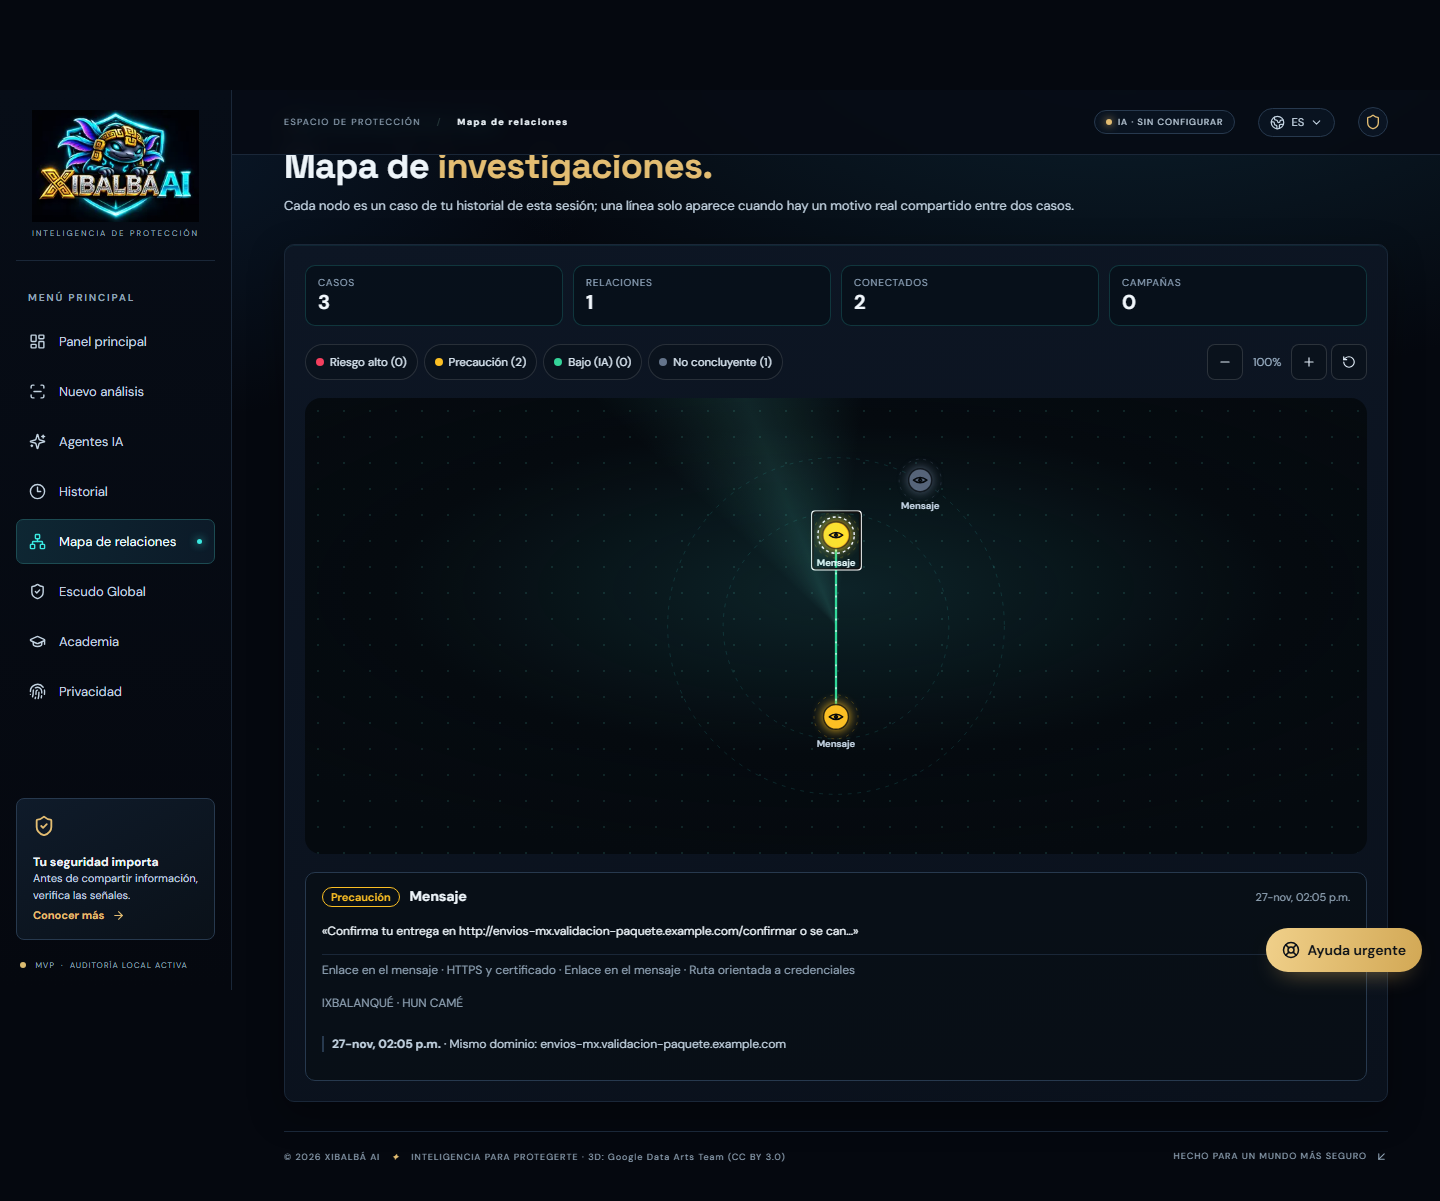 XIBALBÁ AI
INTELIGENCIA DE PROTECCIÓN
MENÚ PRINCIPAL
Panel principal
Nuevo análisis
Agentes IA
Historial
Mapa de relaciones
Escudo Global
Academia
Privacidad
Tu seguridad importa
Antes de compartir información,
verifica las señales.
Conocer más →
MVP · AUDITORÍA LOCAL ACTIVA
ESPACIO DE PROTECCIÓN / Mapa de relaciones
IA · SIN CONFIGURAR
ES
Mapa de investigaciones.
Cada nodo es un caso de tu historial de esta sesión; una línea solo aparece cuando hay un motivo real compartido entre dos casos.
CASOS
3
RELACIONES
1
CONECTADOS
2
CAMPAÑAS
0
Riesgo alto (0)
Precaución (2)
Bajo (IA) (0)
No concluyente (1)
− 100% +
Mensaje
Mensaje
Mensaje
Precaución Mensaje 27-nov, 02:05 p.m.
«Confirma tu entrega en http://envios-mx.validacion-paquete.example.com/confirmar o se can…»
Enlace en el mensaje · HTTPS y certificado · Enlace en el mensaje · Ruta orientada a credenciales
IXBALANQUÉ · HUN CAMÉ
27-nov, 02:05 p.m. · Mismo dominio: envios-mx.validacion-paquete.example.com
Ayuda urgente
© 2026 XIBALBÁ AI ✦ INTELIGENCIA PARA PROTEGERTE · 3D: Google Data Arts Team (CC BY 3.0)
HECHO PARA UN MUNDO MÁS SEGURO